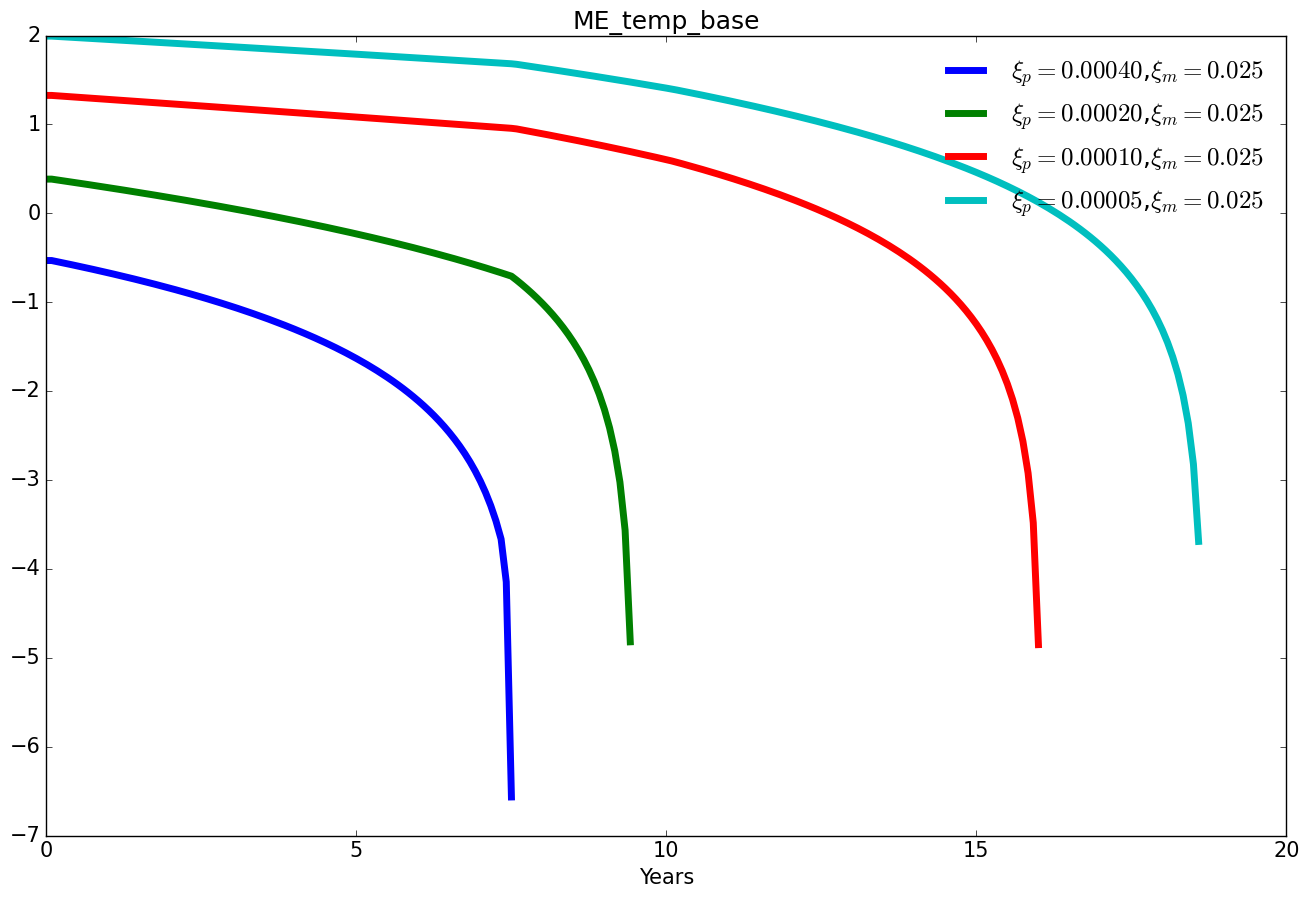 ME_temp_base
2
1
0
−1
−2
−3
−4
−5
−6
−7
ξp = 0.00040,ξm = 0.025
ξp = 0.00020,ξm = 0.025
ξp = 0.00010,ξm = 0.025
ξp = 0.00005,ξm = 0.025
0 5 10 15 20
Years